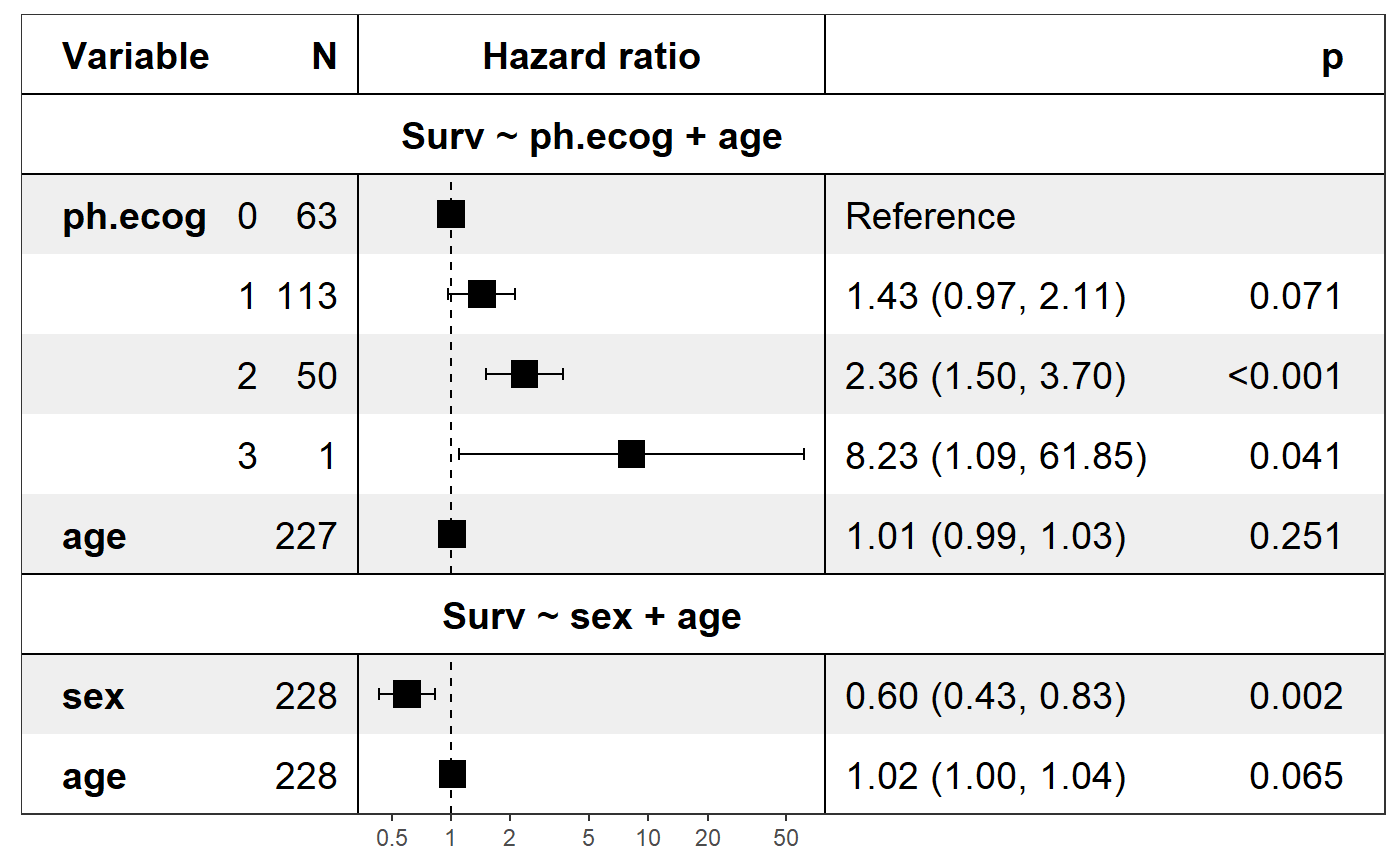 Variable N Hazard ratio p
Surv ~ ph.ecog + age
ph.ecog 0 63 Reference
1 113 1.43 (0.97, 2.11) 0.071
2 50 2.36 (1.50, 3.70) <0.001
3 1 8.23 (1.09, 61.85) 0.041
age 227 1.01 (0.99, 1.03) 0.251
Surv ~ sex + age
sex 228 0.60 (0.43, 0.83) 0.002
age 228 1.02 (1.00, 1.04) 0.065
0.5 1 2 5 10 20 50